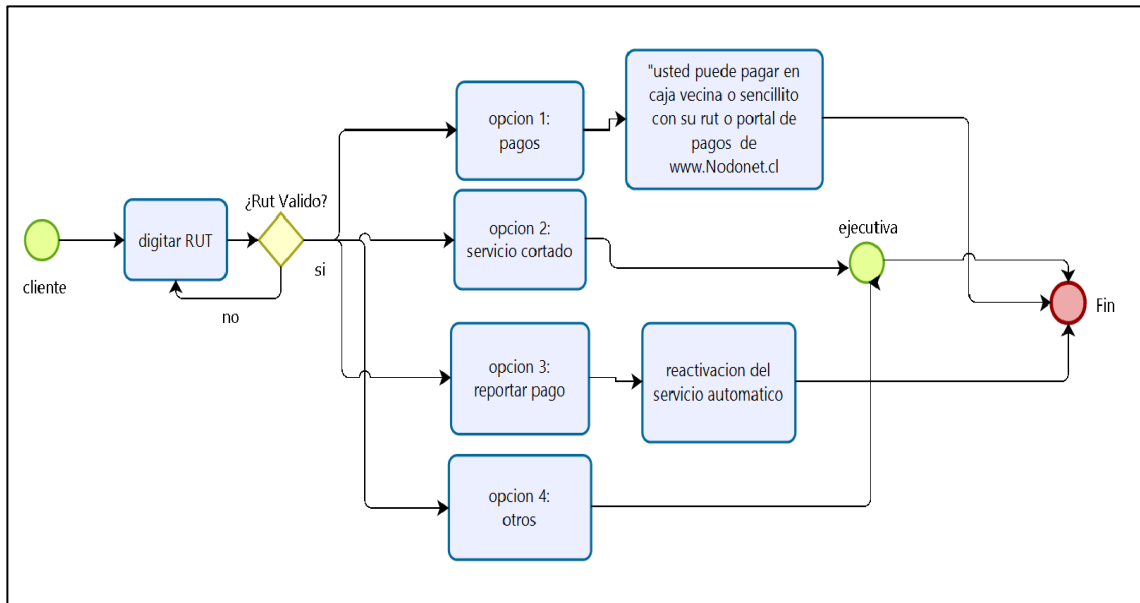 cliente
digitar RUT
¿Rut Valido?
no
si
opcion 1:
pagos
"usted puede pagar en
caja vecina o sencillito
con su rut o portal de
pagos de
www.Nodonet.cl
opcion 2:
servicio cortado
ejecutiva
opcion 3:
reportar pago
reactivacion del
servicio automatico
opcion 4:
otros
Fin